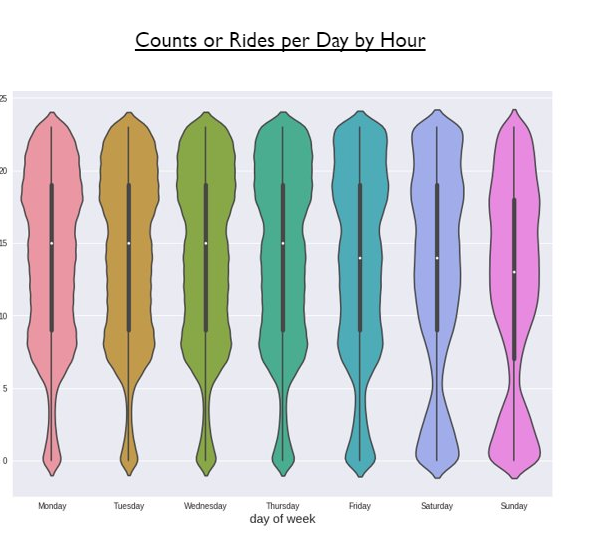 Counts or Rides per Day by Hour
25
20
15
10
5
0
Monday Tuesday Wednesday Thursday Friday Saturday Sunday
day of week